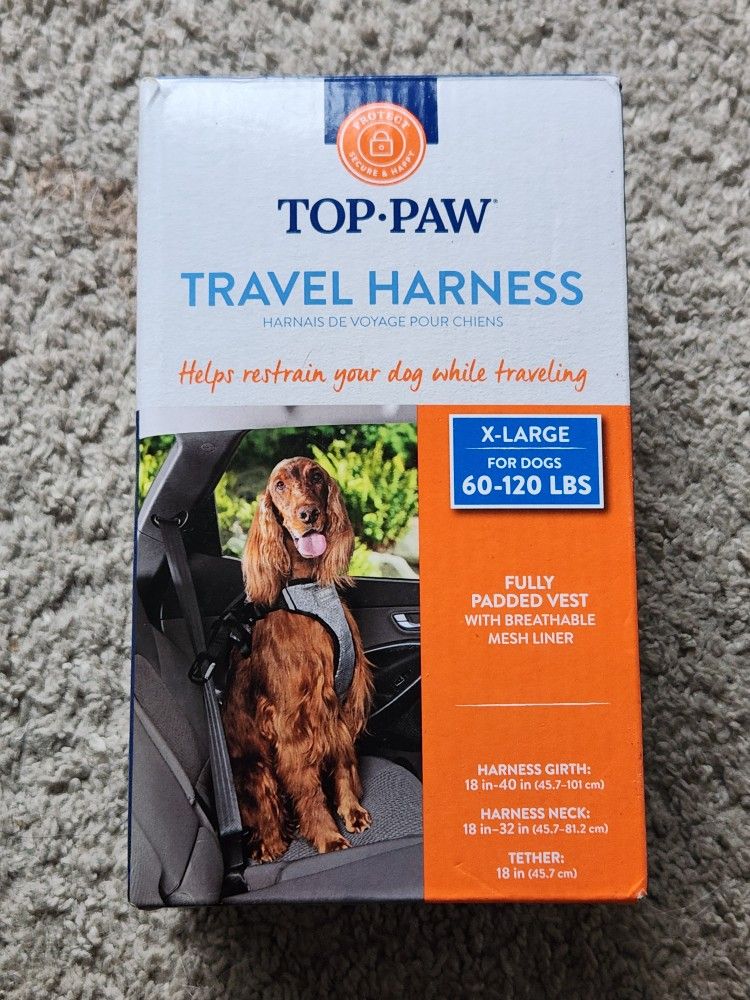 PROTECT
SECURE & HAPPY
TOP•PAW®
TRAVEL HARNESS
HARNAIS DE VOYAGE POUR CHIENS
Helps restrain your dog while traveling
X-LARGE
FOR DOGS
60-120 LBS
FULLY
PADDED VEST
WITH BREATHABLE
MESH LINER
HARNESS GIRTH:
18 in-40 in (45.7-101 cm)
HARNESS NECK:
18 in-32 in (45.7-81.2 cm)
TETHER:
18 in (45.7 cm)